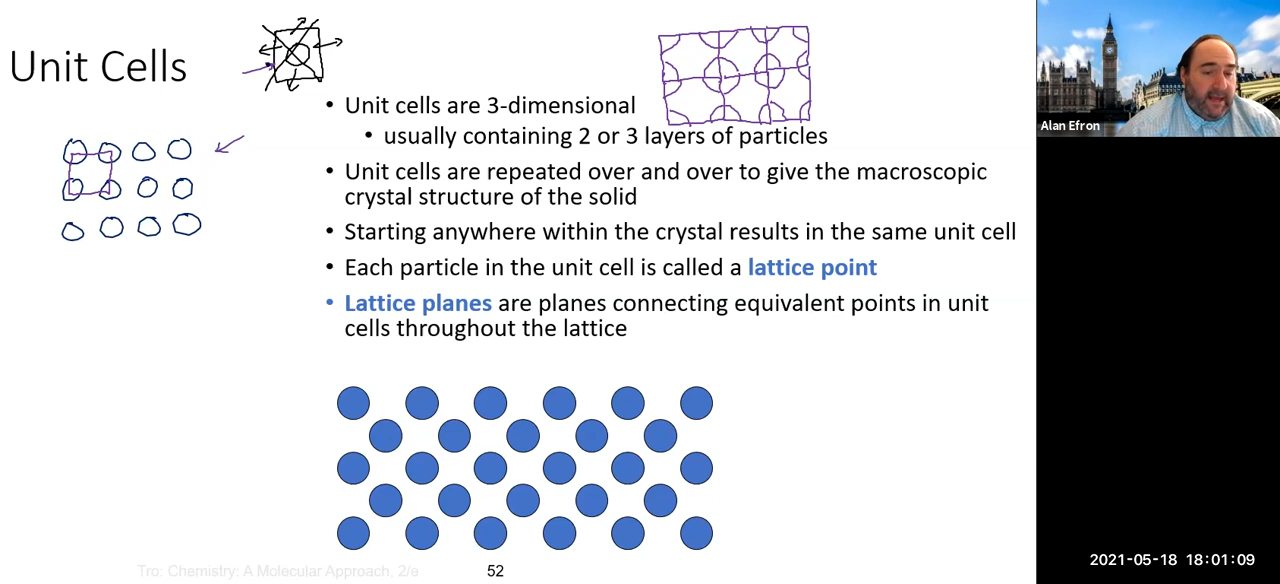 Unit Cells
• Unit cells are 3-dimensional
• usually containing 2 or 3 layers of particles
• Unit cells are repeated over and over to give the macroscopic
crystal structure of the solid
• Starting anywhere within the crystal results in the same unit cell
• Each particle in the unit cell is called a lattice point
• Lattice planes are planes connecting equivalent points in unit
cells throughout the lattice
Tro: Chemistry: A Molecular Approach, 2/e
52
Alan Efron
2021-05-18 18:01:09